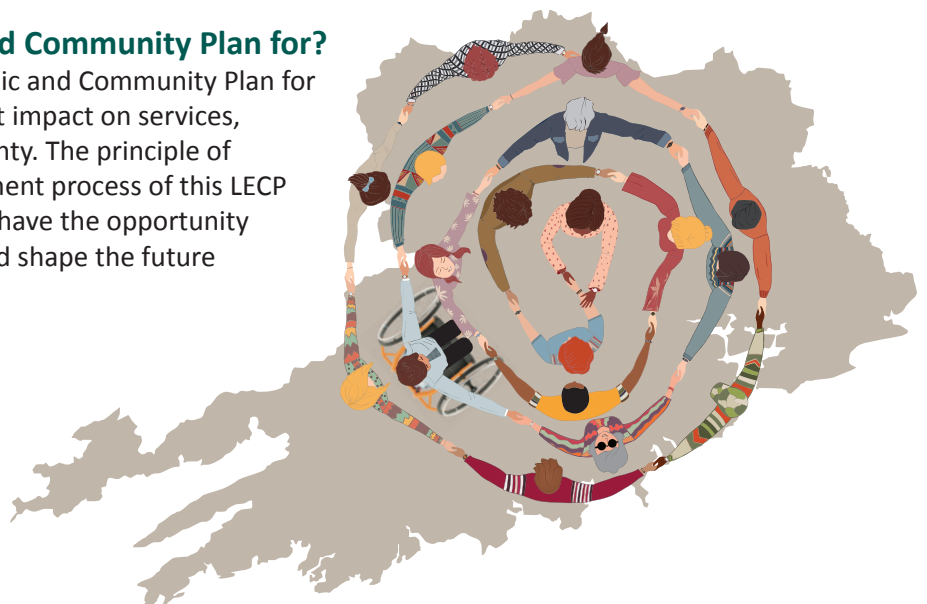 d Community Plan for?
ic and Community Plan for
t impact on services,
nty. The principle of
nent process of this LECP
have the opportunity
d shape the future